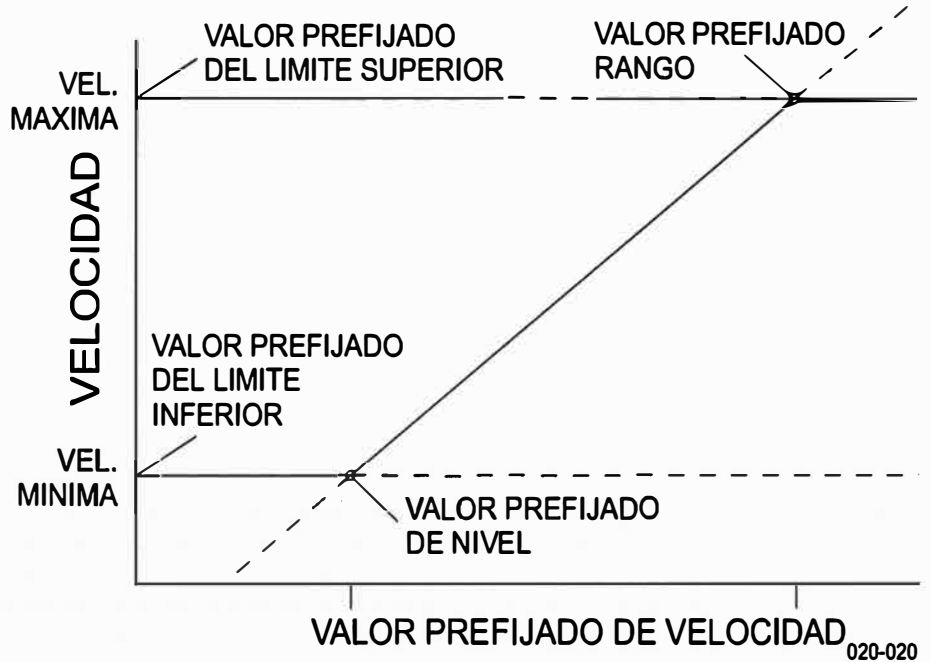 VALOR PREFIJADO
DEL LIMITE SUPERIOR
VALOR PREFIJADO
RANGO
VEL.
MAXIMA
VELOCIDAD
VALOR PREFIJADO
DEL LIMITE
INFERIOR
VEL.
MINIMA
VALOR PREFIJADO
DE NIVEL
VALOR PREFIJADO DE VELOCIDAD
020-020